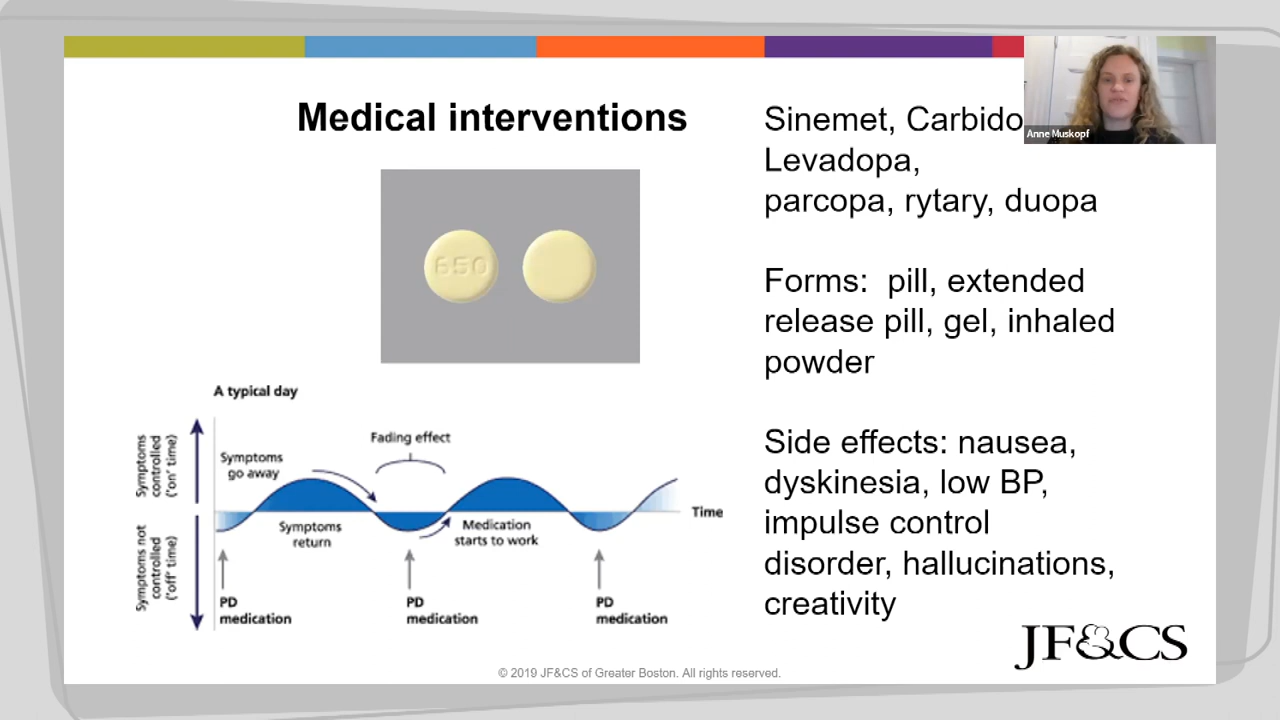 Medical interventions
Sinemet, Carbido
Levadopa,
parcopa, rytary, duopa
Forms: pill, extended
release pill, gel, inhaled
powder
Side effects: nausea,
dyskinesia, low BP,
impulse control
disorder, hallucinations,
creativity
Anne Muskopf
650
A typical day
Symptoms
controlled
('on' time)
Symptoms not
controlled
('off' time)
Symptoms
go away
Fading effect
Symptoms
return
Medication
starts to work
Time
PD
medication
PD
medication
PD
medication
JF&CS
© 2019 JF&CS of Greater Boston. All rights reserved.